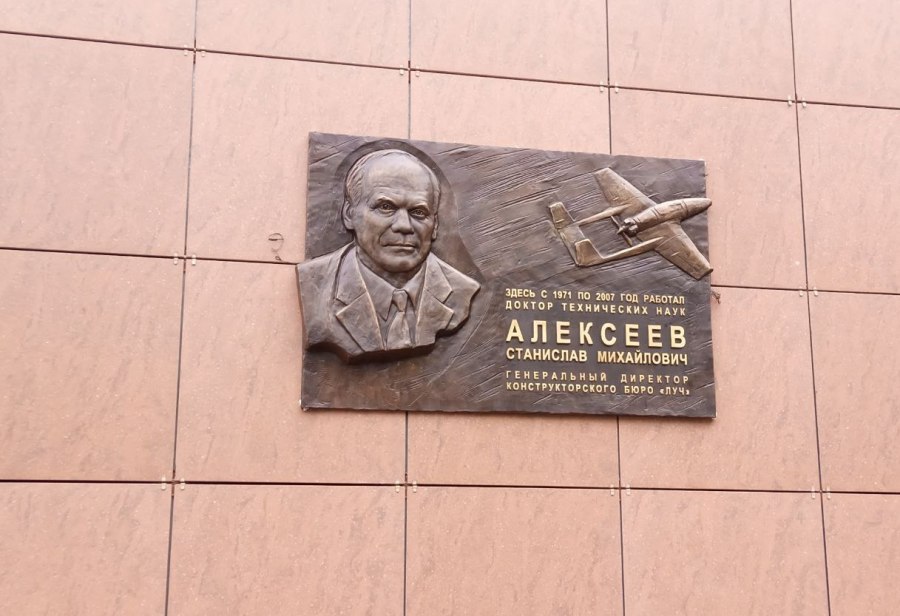 ЗДЕСЬ С 1971 ПО 2007 ГОД РАБОТАЛ
ДОКТОР ТЕХНИЧЕСКИХ НАУК
АЛЕКСЕЕВ
СТАНИСЛАВ МИХАЙЛОВИЧ
ГЕНЕРАЛЬНЫЙ ДИРЕКТОР
КОНСТРУКТОРСКОГО БЮРО «ЛУЧ»